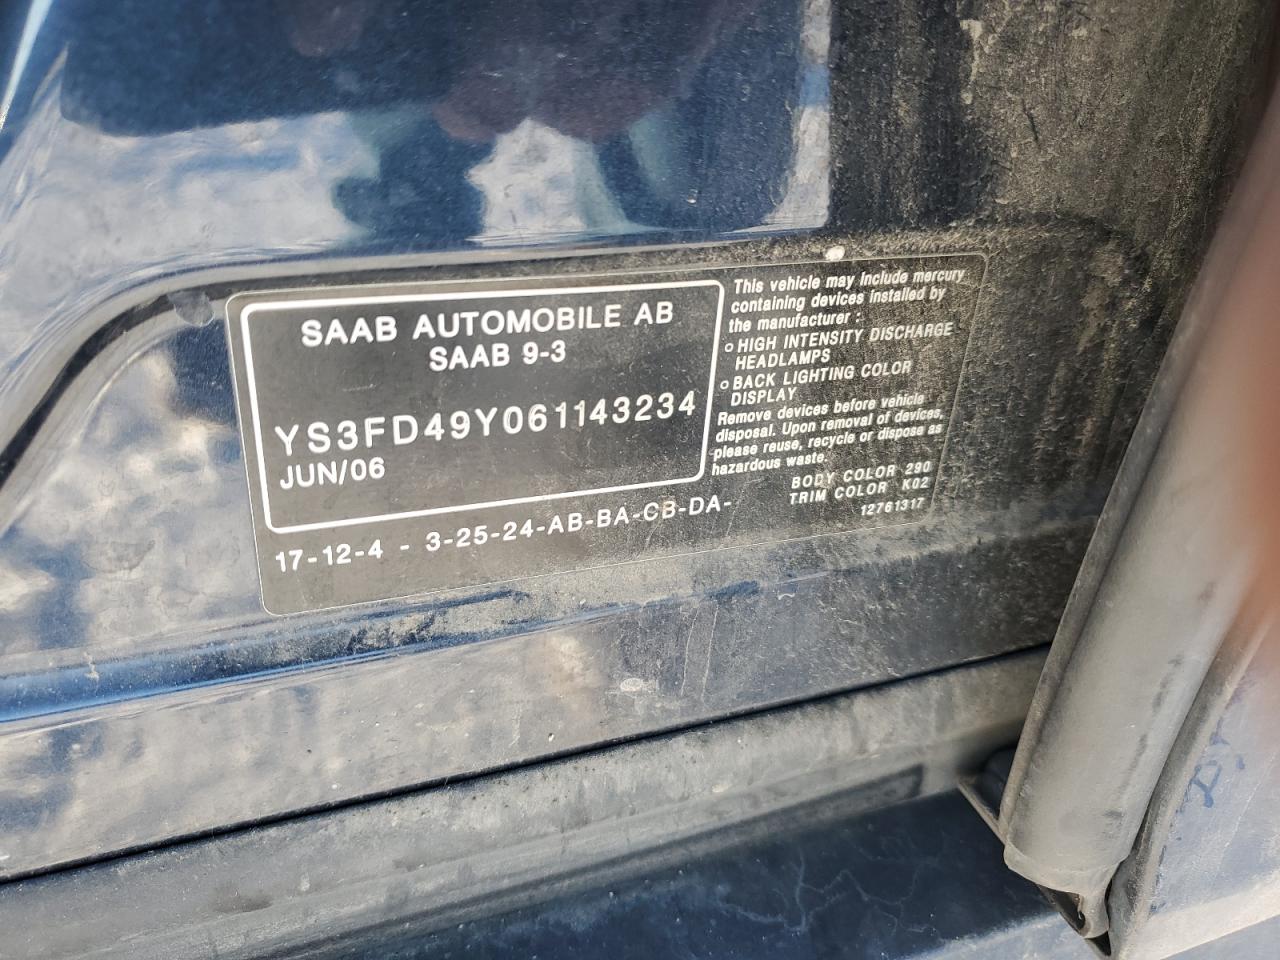 SAAB AUTOMOBILE AB
SAAB 9-3
YS3FD49Y061143234
JUN/06
17-12-4 - 3-25-24-AB-BA-CB-DA-
This vehicle may include mercury
containing devices installed by
the manufacturer :
o HIGH INTENSITY DISCHARGE
HEADLAMPS
o BACK LIGHTING COLOR
DISPLAY
Remove devices before vehicle
disposal. Upon removal of devices,
please reuse, recycle or dispose as
hazardous waste.
BODY COLOR 290
TRIM COLOR K02
12761317